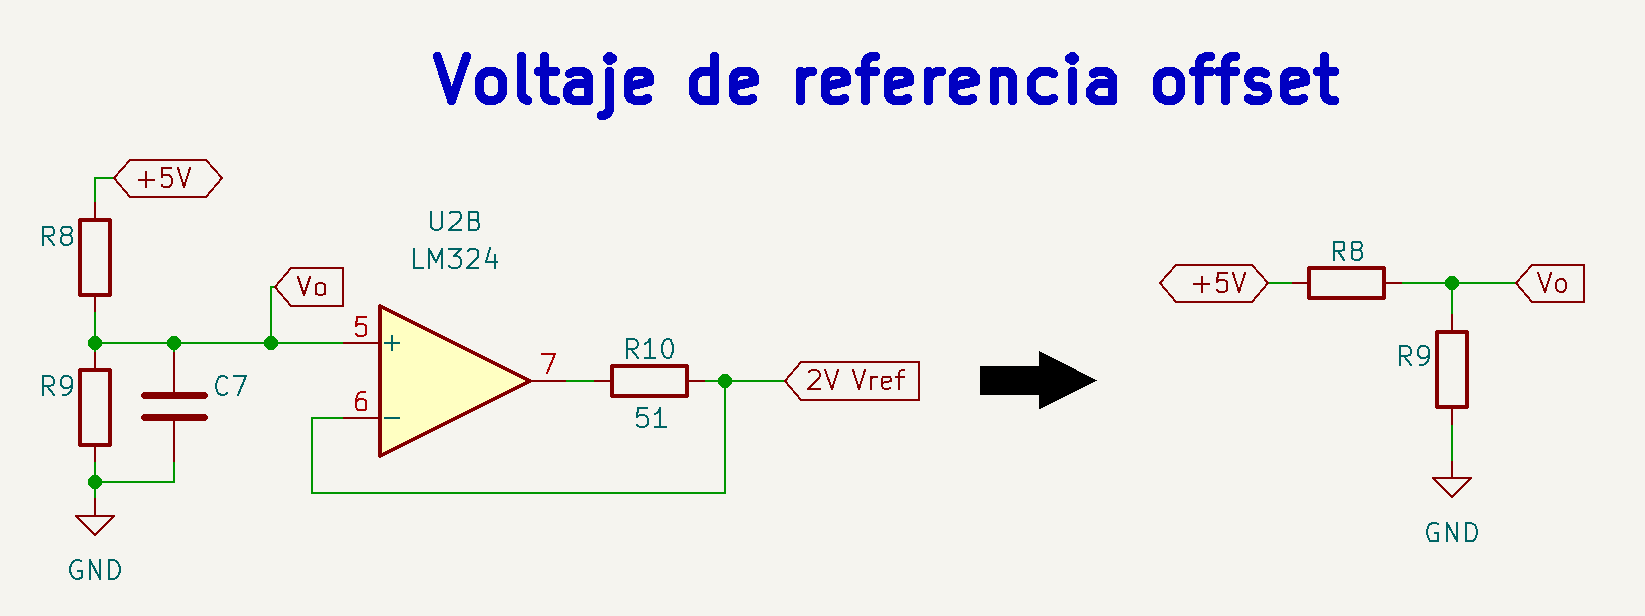 Voltaje de referencia offset
+5V
R8
U2B
LM324
Vo
5
+
7
R10
51
2V Vref
R9
C7
6
-
GND
+5V
R8
Vo
R9
GND